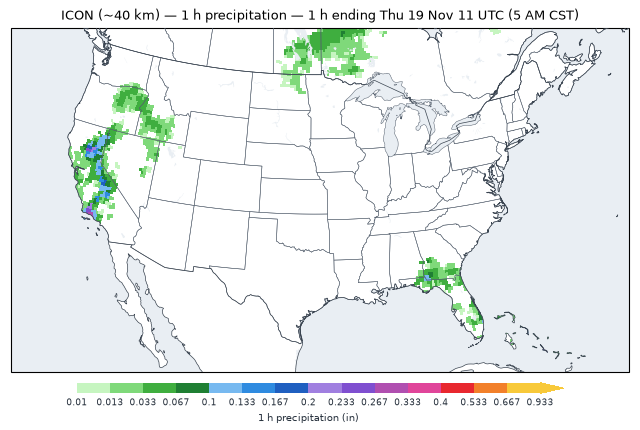 ICON (~40 km) — 1 h precipitation — 1 h ending Thu 19 Nov 11 UTC (5 AM CST)
0.01 0.013 0.033 0.067 0.1 0.133 0.167 0.2 0.233 0.267 0.333 0.4 0.533 0.667 0.933
1 h precipitation (in)